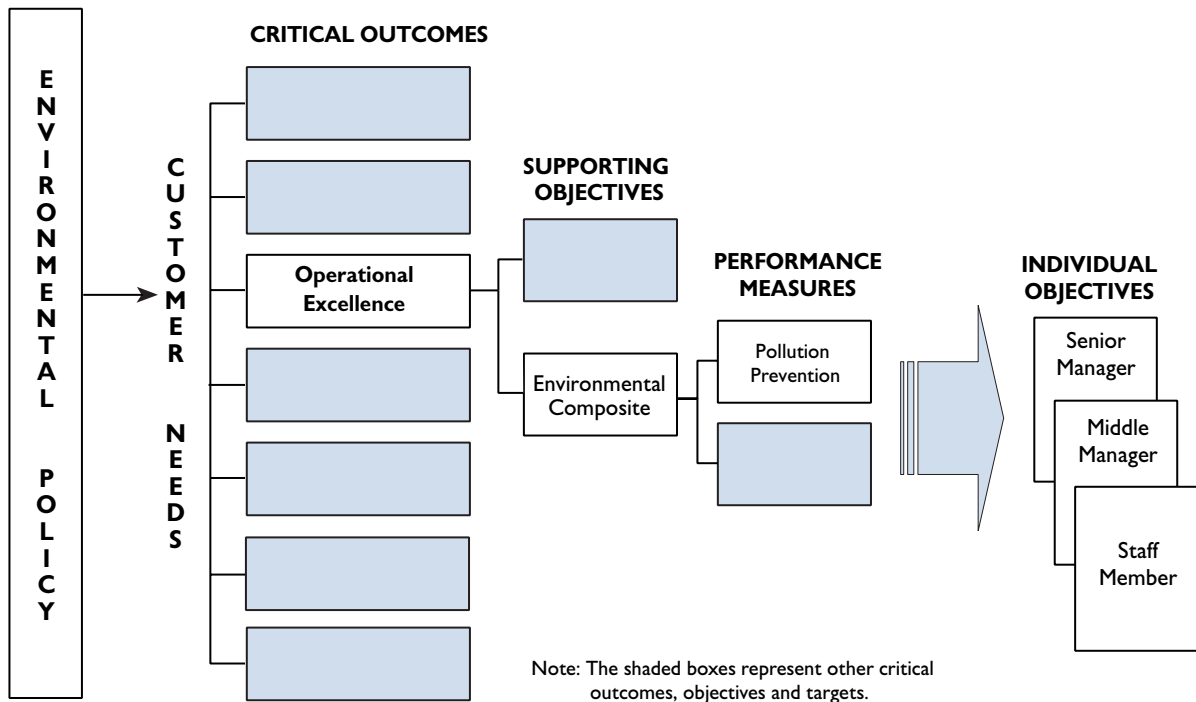 ENVIRONMENTAL POLICY
CUSTOMER NEEDS
CRITICAL OUTCOMES
Operational
Excellence
SUPPORTING
OBJECTIVES
Environmental
Composite
PERFORMANCE
MEASURES
Pollution
Prevention
INDIVIDUAL
OBJECTIVES
Senior
Manager
Middle
Manager
Staff
Member
Note: The shaded boxes represent other critical
outcomes, objectives and targets.